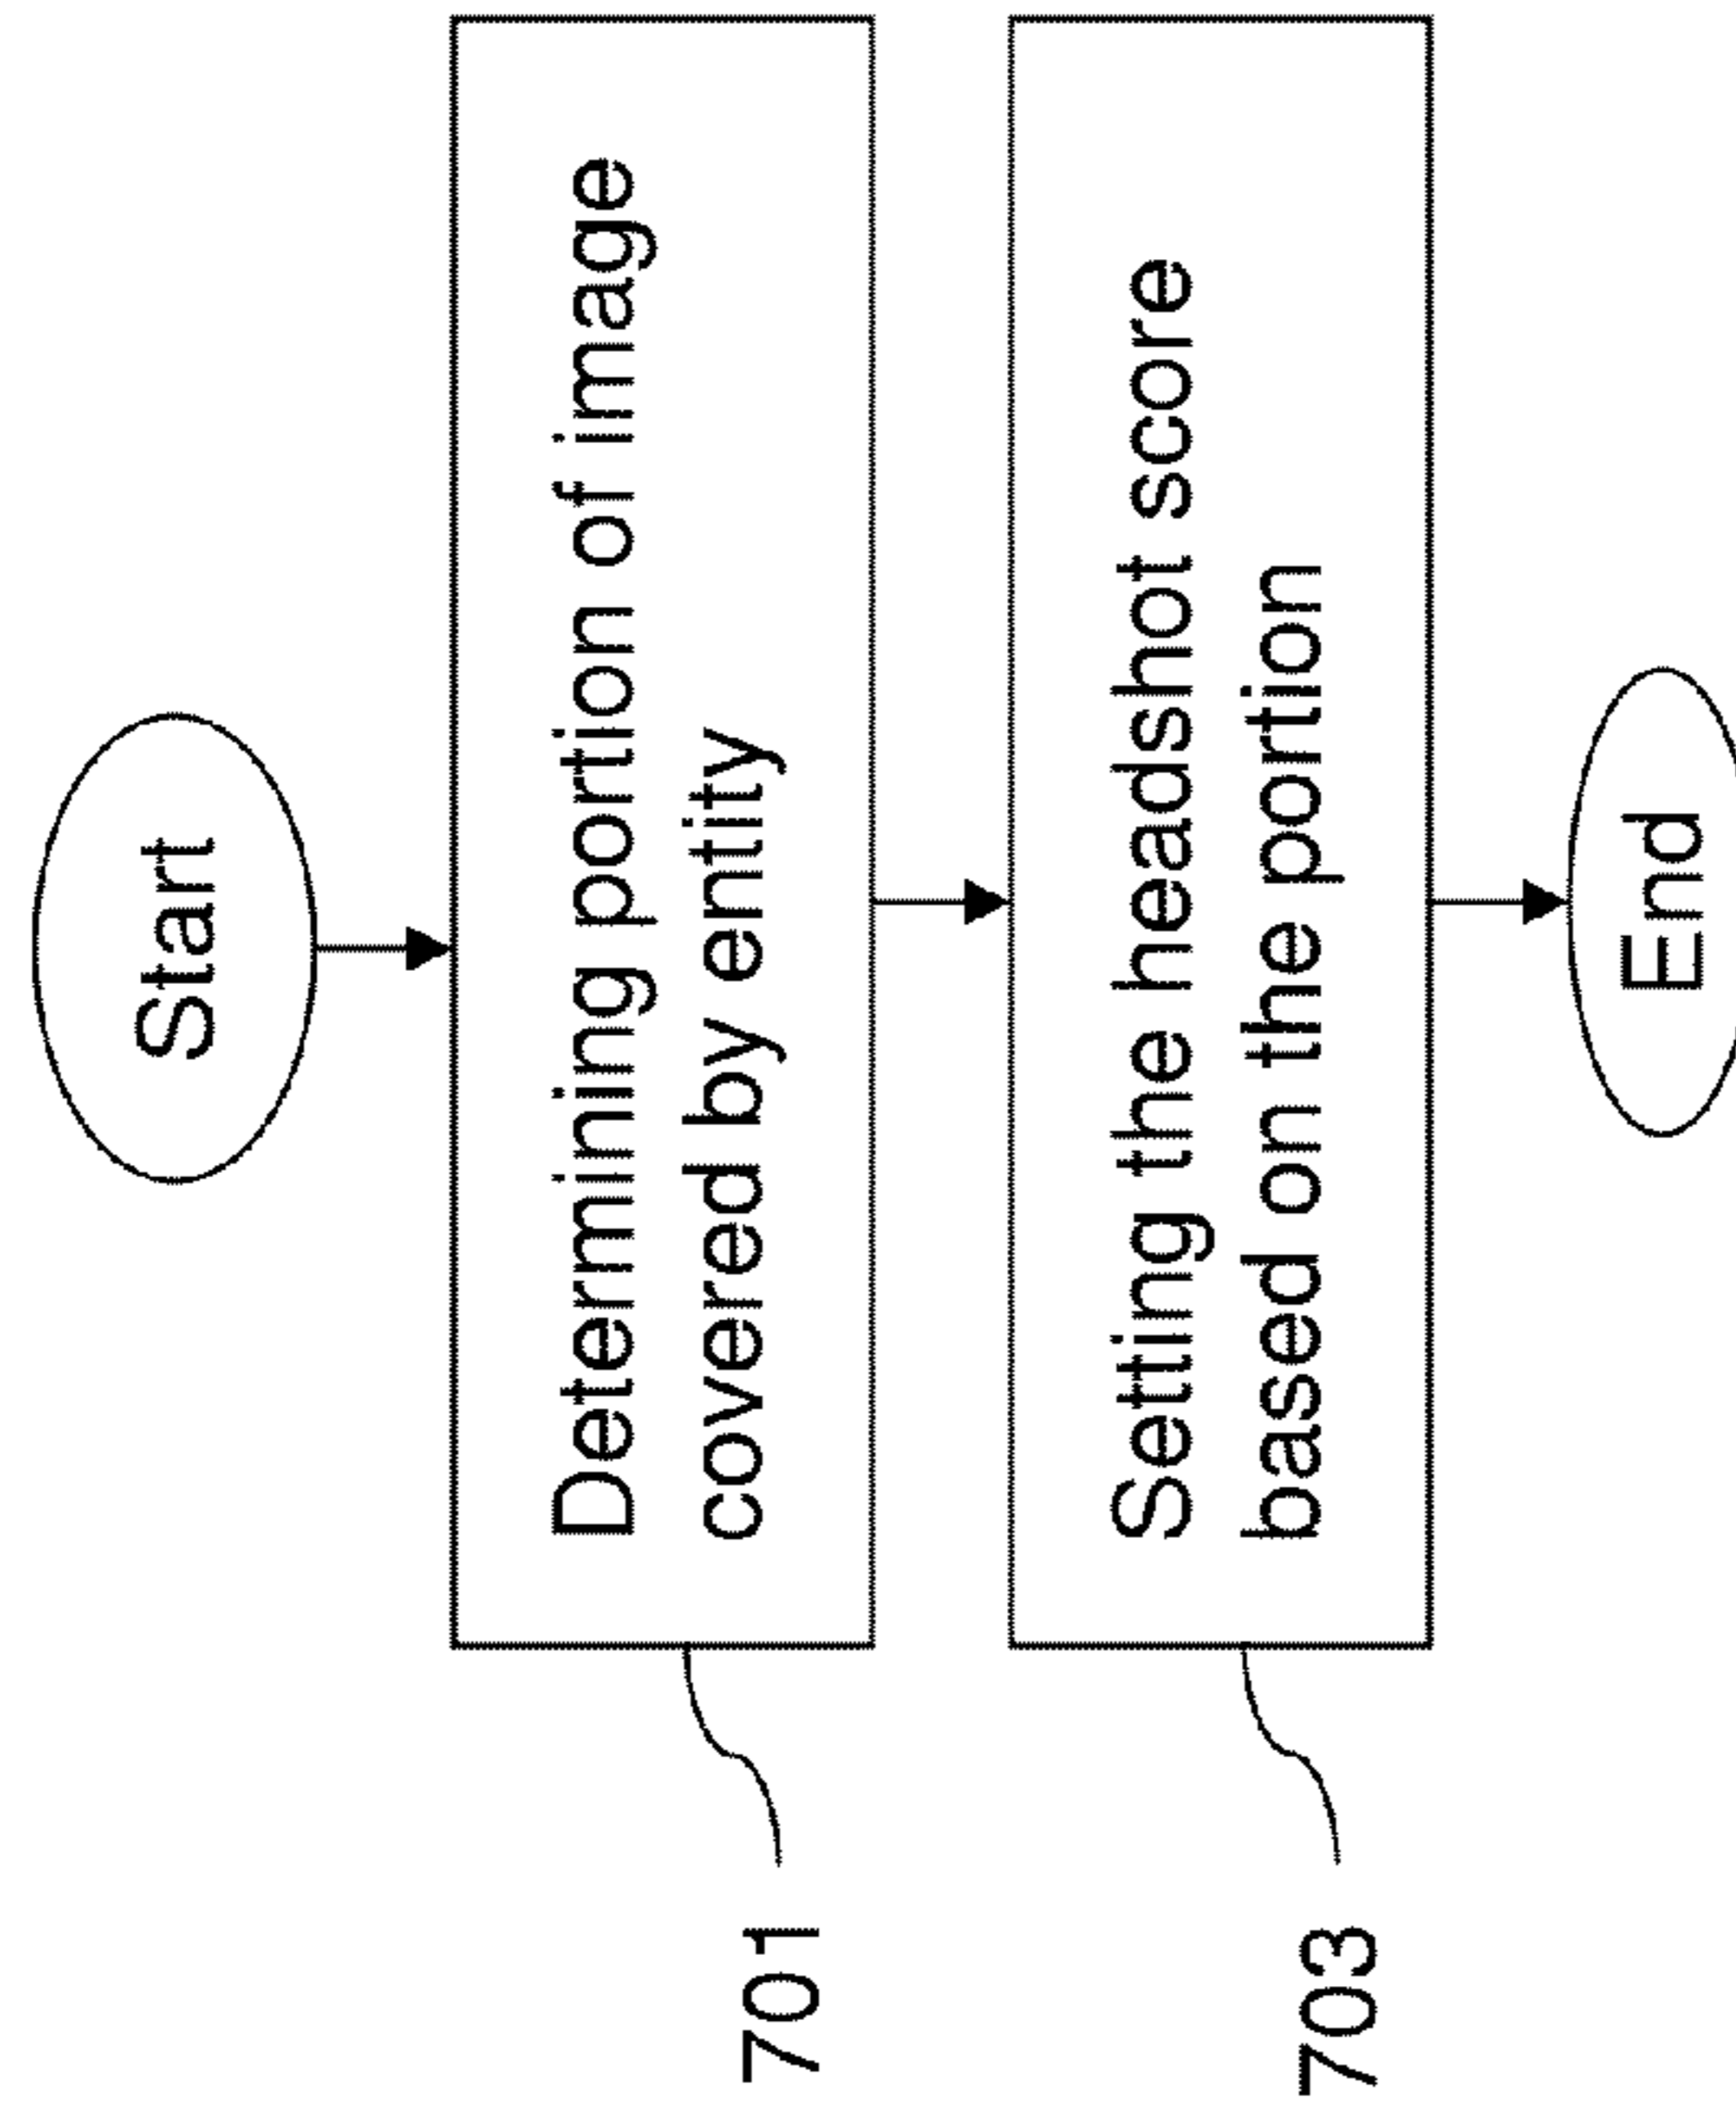 Start
Determining portion of image
covered by entity
701
Setting the headshot score
based on the portion
703
End